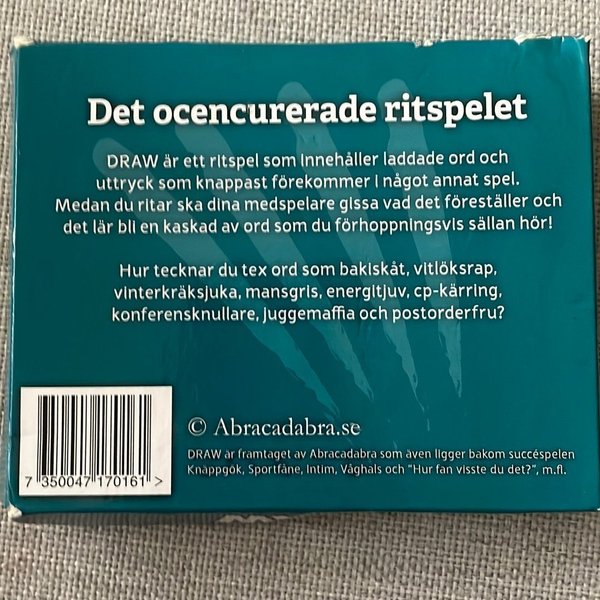 Det ocencurerade ritspelet
DRAW är ett ritspel som innehåller laddade ord och
uttryck som knappast förekommer i något annat spel.
Medan du ritar ska dina medspelare gissa vad det föreställer och
det lär bli en kaskad av ord som du förhoppningsvis sällan hör!
Hur tecknar du tex ord som bakiskåt, vitlöksrap,
vinterkräksjuka, mansgris, energitjuv, cp-kärring,
konferensknullare, juggemaffia och postorderfru?
© Abracadabra.se
DRAW är framtaget av Abracadabra som även ligger bakom succéspelen
Knäppgök, Sportfåne, Intim, Våghals och "Hur fan visste du det?", m.fl.
7 350047 170161 >